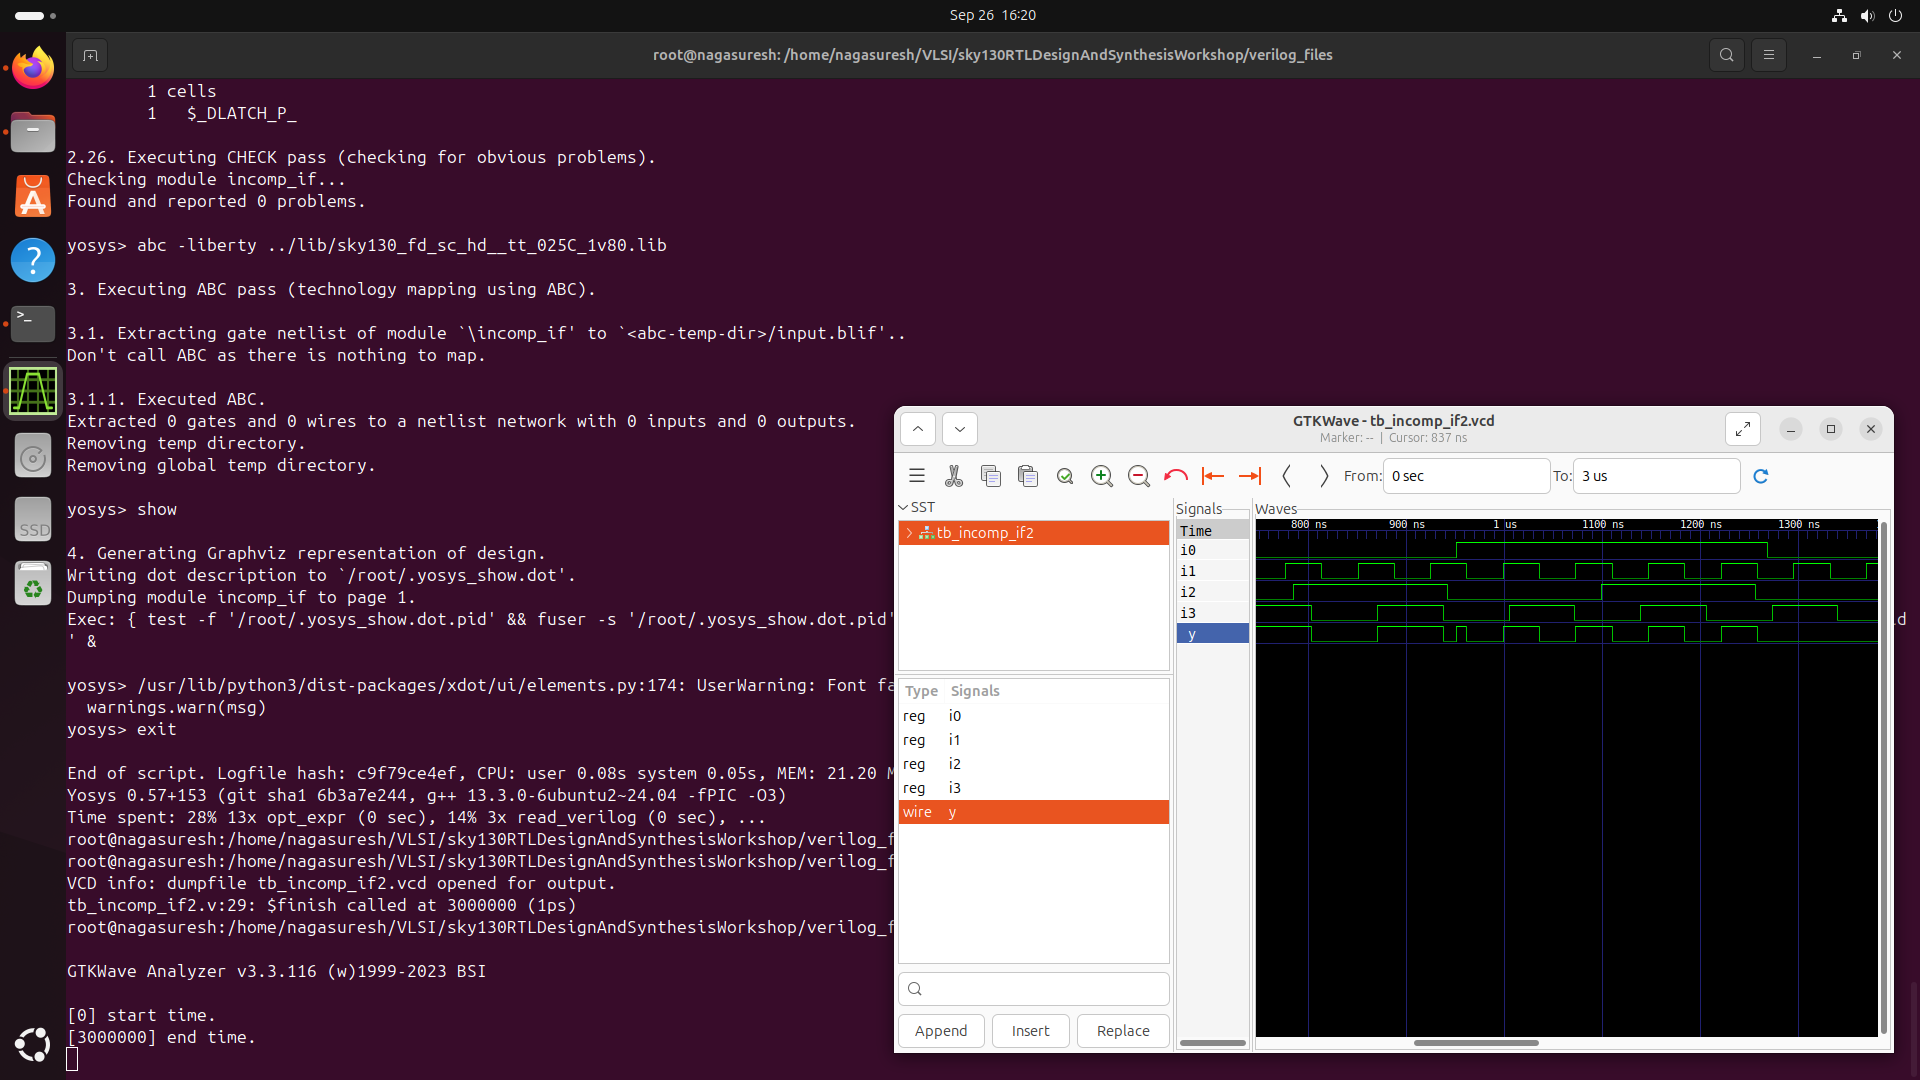 Sep 26 16:20
root@nagasuresh: /home/nagasuresh/VLSI/sky130RTLDesignAndSynthesisWorkshop/verilog_files
1 cells
1 $_DLATCH_P_
2.26. Executing CHECK pass (checking for obvious problems).
Checking module incomp_if...
Found and reported 0 problems.
yosys> abc -liberty ../lib/sky130_fd_sc_hd__tt_025C_1v80.lib
3. Executing ABC pass (technology mapping using ABC).
3.1. Extracting gate netlist of module `\incomp_if' to `<abc-temp-dir>/input.blif'..
Don't call ABC as there is nothing to map.
3.1.1. Executed ABC.
Extracted 0 gates and 0 wires to a netlist network with 0 inputs and 0 outputs.
Removing temp directory.
Removing global temp directory.
yosys> show
4. Generating Graphviz representation of design.
Writing dot description to `/root/.yosys_show.dot'.
Dumping module incomp_if to page 1.
Exec: { test -f '/root/.yosys_show.dot.pid' && fuser -s '/root/.yosys_show.dot.pid'
' &
yosys> /usr/lib/python3/dist-packages/xdot/ui/elements.py:174: UserWarning: Font fa
warnings.warn(msg)
yosys> exit
End of script. Logfile hash: c9f79ce4ef, CPU: user 0.08s system 0.05s, MEM: 21.20 M
Yosys 0.57+153 (git sha1 6b3a7e244, g++ 13.3.0-6ubuntu2~24.04 -fPIC -O3)
Time spent: 28% 13x opt_expr (0 sec), 14% 3x read_verilog (0 sec), ...
root@nagasuresh:/home/nagasuresh/VLSI/sky130RTLDesignAndSynthesisWorkshop/verilog_f
root@nagasuresh:/home/nagasuresh/VLSI/sky130RTLDesignAndSynthesisWorkshop/verilog_f
VCD info: dumpfile tb_incomp_if2.vcd opened for output.
tb_incomp_if2.v:29: $finish called at 3000000 (1ps)
root@nagasuresh:/home/nagasuresh/VLSI/sky130RTLDesignAndSynthesisWorkshop/verilog_f
GTKWave Analyzer v3.3.116 (w)1999-2023 BSI
[0] start time.
[3000000] end time.
SSD
GTKWave - tb_incomp_if2.vcd
Marker: -- | Cursor: 837 ns
From: 0 sec To: 3 us
SST
tb_incomp_if2
Type Signals
reg i0
reg i1
reg i2
reg i3
wire y
Append Insert Replace
Signals
Time
i0
i1
i2
i3
y
Waves
800 ns 900 ns 1 us 1100 ns 1200 ns 1300 ns